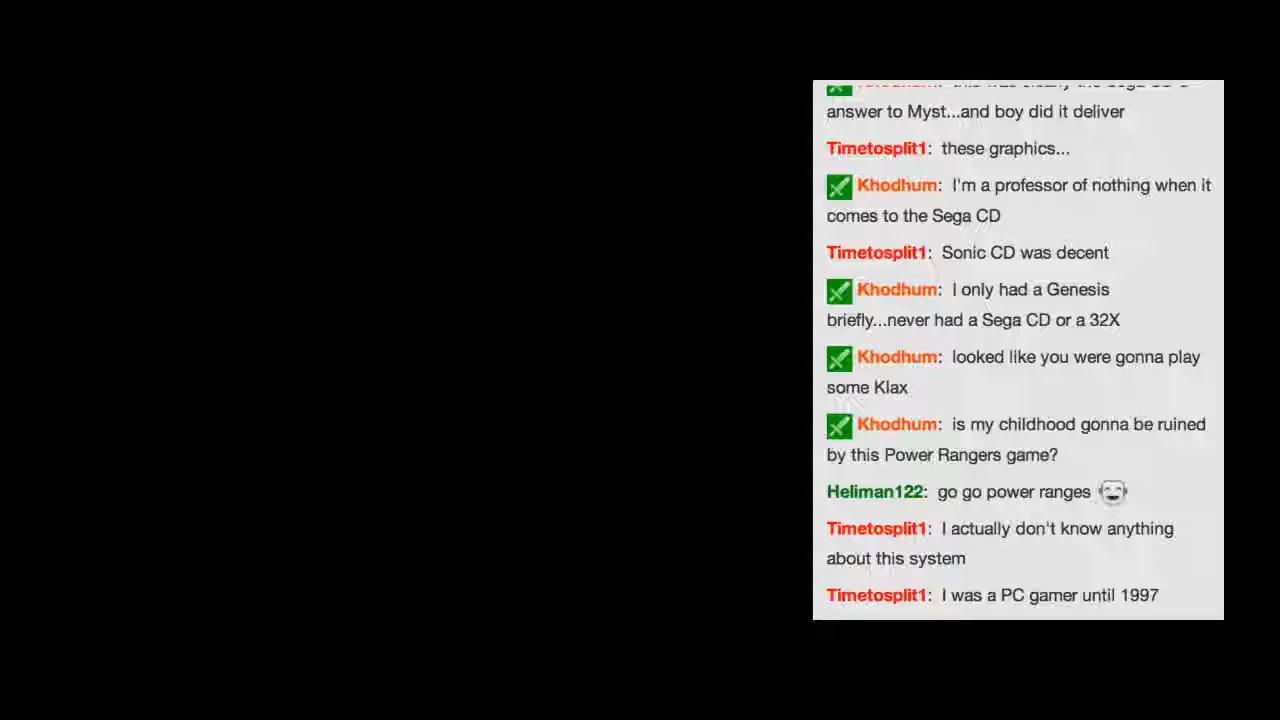 answer to Myst...and boy did it deliver
Timetosplit1: these graphics...
Khodhum: I'm a professor of nothing when it
comes to the Sega CD
Timetosplit1: Sonic CD was decent
Khodhum: I only had a Genesis
briefly...never had a Sega CD or a 32X
Khodhum: looked like you were gonna play
some Klax
Khodhum: is my childhood gonna be ruined
by this Power Rangers game?
Heliman122: go go power ranges
Timetosplit1: I actually don't know anything
about this system
Timetosplit1: I was a PC gamer until 1997